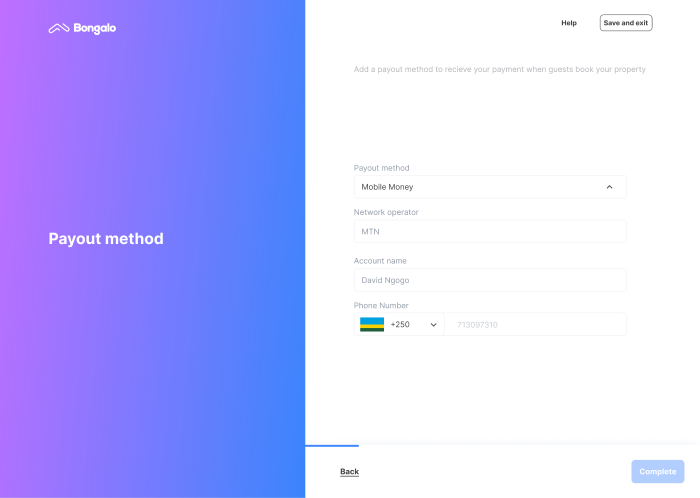 Bongalo
Help
Save and exit
Add a payout method to recieve your payment when guests book your property
Payout method
Payout method
Mobile Money
Network operator
MTN
Account name
David Ngogo
Phone Number
+250
713097310
Back
Complete